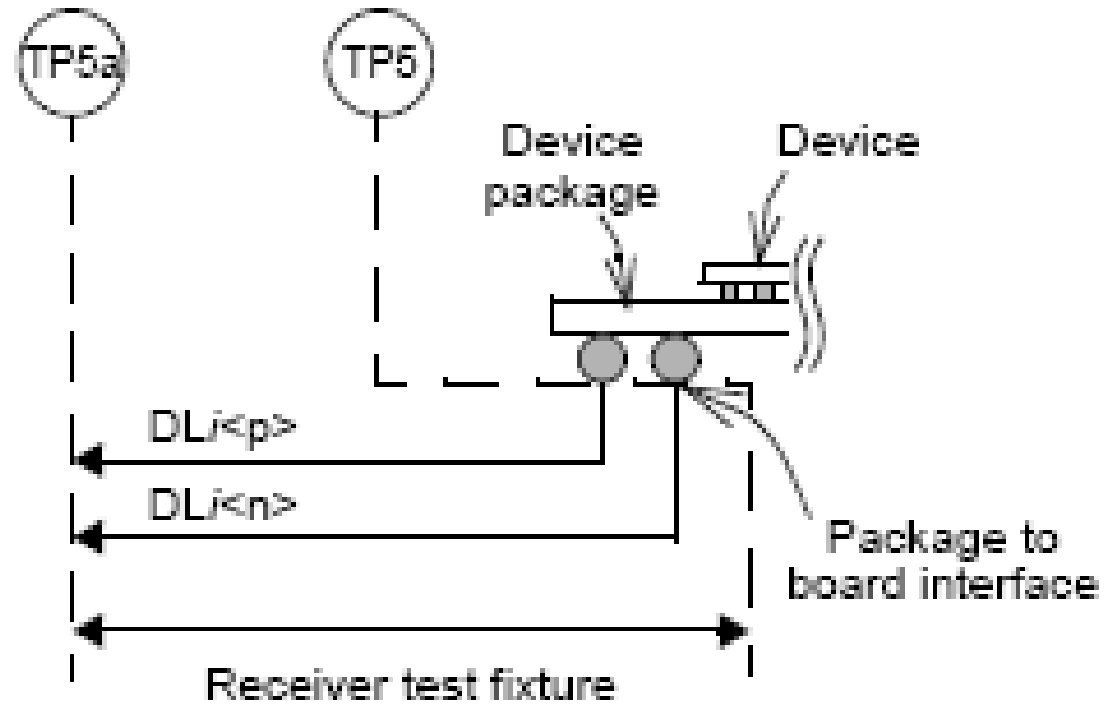 TP5a
TP5
Device
package
Device
DLi<p>
DLi<n>
Package to
board interface
Receiver test fixture